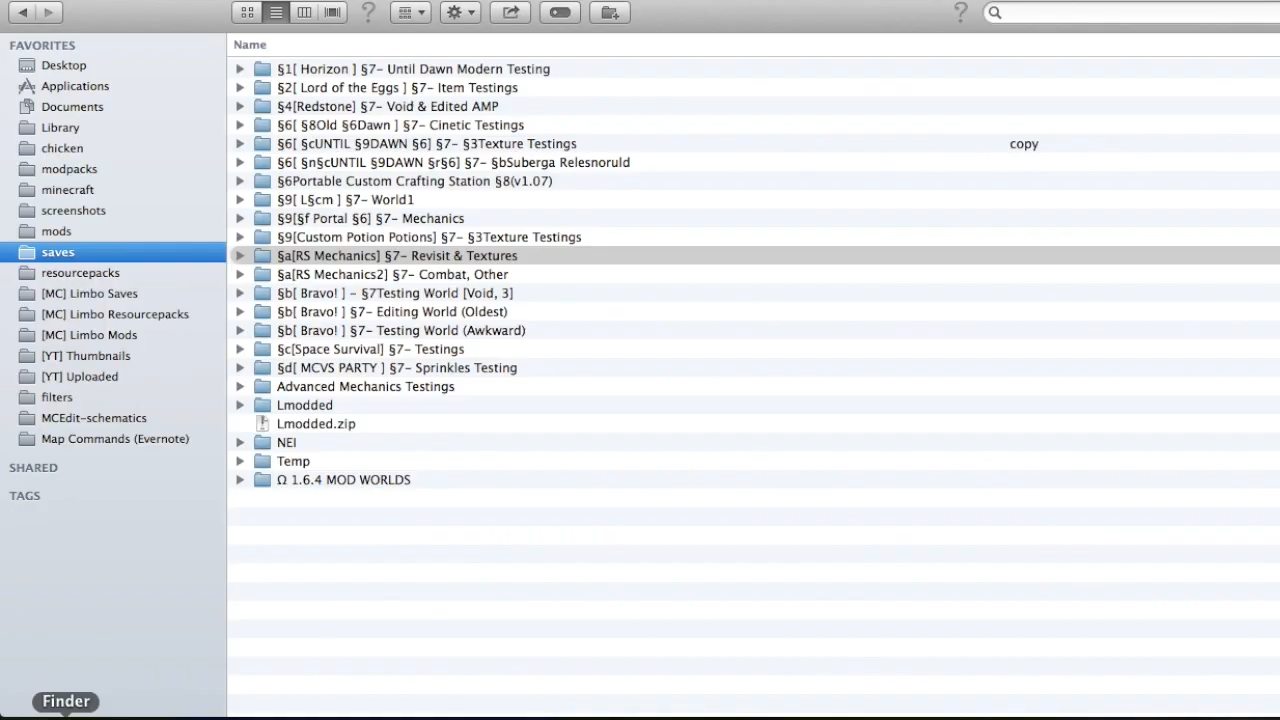 Name
FAVORITES
Desktop
Applications
Documents
Library
chicken
modpacks
minecraft
screenshots
mods
saves
resourcepacks
[MC] Limbo Saves
[MC] Limbo Resourcepacks
[MC] Limbo Mods
[YT] Thumbnails
[YT] Uploaded
filters
MCEdit-schematics
Map Commands (Evernote)
SHARED
TAGS
§1[ Horizon ] §7- Until Dawn Modern Testing
§2[ Lord of the Eggs ] §7- Item Testings
§4[Redstone] §7- Void & Edited AMP
§6[ §8Old §6Dawn ] §7- Cinetic Testings
§6[ §cUNTIL §9DAWN §6] §7- §3Texture Testings copy
§6[ §n§cUNTIL §9DAWN §r§6] §7- §bSuberga Relesnoruld
§6Portable Custom Crafting Station §8(v1.07)
§9[ L§cm ] §7- World1
§9[§f Portal §6] §7- Mechanics
§9[Custom Potion Potions] §7- §3Texture Testings
§a[RS Mechanics] §7- Revisit & Textures
§a[RS Mechanics2] §7- Combat, Other
§b[ Bravo! ] - §7Testing World [Void, 3]
§b[ Bravo! ] §7- Editing World (Oldest)
§b[ Bravo! ] §7- Testing World (Awkward)
§c[Space Survival] §7- Testings
§d[ MCVS PARTY ] §7- Sprinkles Testing
Advanced Mechanics Testings
Lmodded
Lmodded.zip
NEI
Temp
Ω 1.6.4 MOD WORLDS
Finder